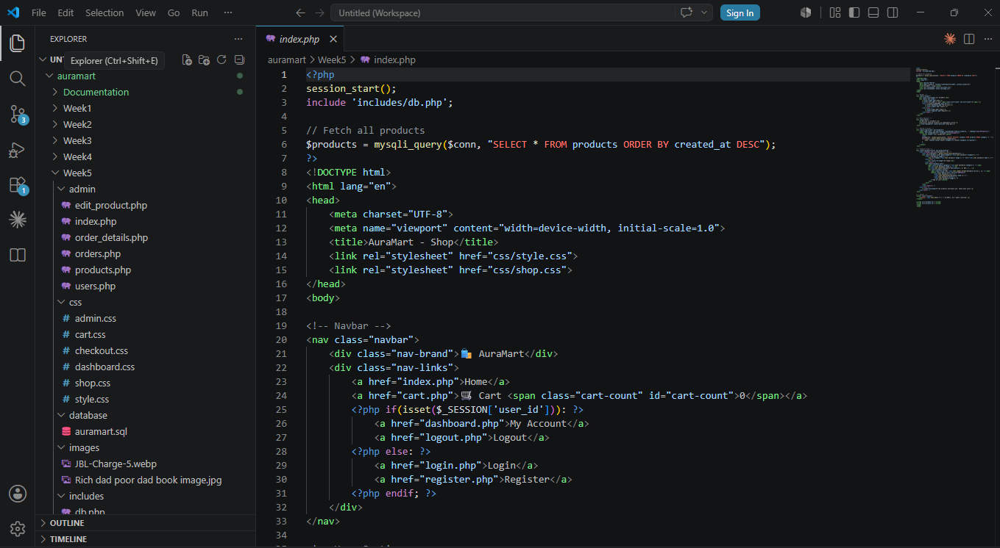 File Edit Selection View Go Run ··· Untitled (Workspace) Sign In
EXPLORER ···
UNT
Explorer (Ctrl+Shift+E)
auramart
Documentation
Week1
Week2
Week3
Week4
Week5
admin
edit_product.php
index.php
order_details.php
orders.php
products.php
users.php
# css
# admin.css
# cart.css
# checkout.css
# dashboard.css
# shop.css
# style.css
database
auramart.sql
images
JBL-Charge-5.webp
Rich dad poor dad book image.jpg
includes
db.php
OUTLINE
TIMELINE
3
1
index.php
auramart > Week5 > index.php
1 <?php
2 session_start();
3 include 'includes/db.php';
4
5 // Fetch all products
6 $products = mysqli_query($conn, "SELECT * FROM products ORDER BY created_at DESC");
7 ?>
8 <!DOCTYPE html>
9 <html lang="en">
10 <head>
11 <meta charset="UTF-8">
12 <meta name="viewport" content="width=device-width, initial-scale=1.0">
13 <title>AuraMart - Shop</title>
14 <link rel="stylesheet" href="css/style.css">
15 <link rel="stylesheet" href="css/shop.css">
16 </head>
17 <body>
18
19 <!-- Navbar -->
20 <nav class="navbar">
21 <div class="nav-brand">🛍️ AuraMart</div>
22 <div class="nav-links">
23 <a href="index.php">Home</a>
24 <a href="cart.php">🛒 Cart <span class="cart-count" id="cart-count">0</span></a>
25 <?php if(isset($_SESSION['user_id'])): ?>
26 <a href="dashboard.php">My Account</a>
27 <a href="logout.php">Logout</a>
28 <?php else: ?>
29 <a href="login.php">Login</a>
30 <a href="register.php">Register</a>
31 <?php endif; ?>
32 </div>
33 </nav>
34